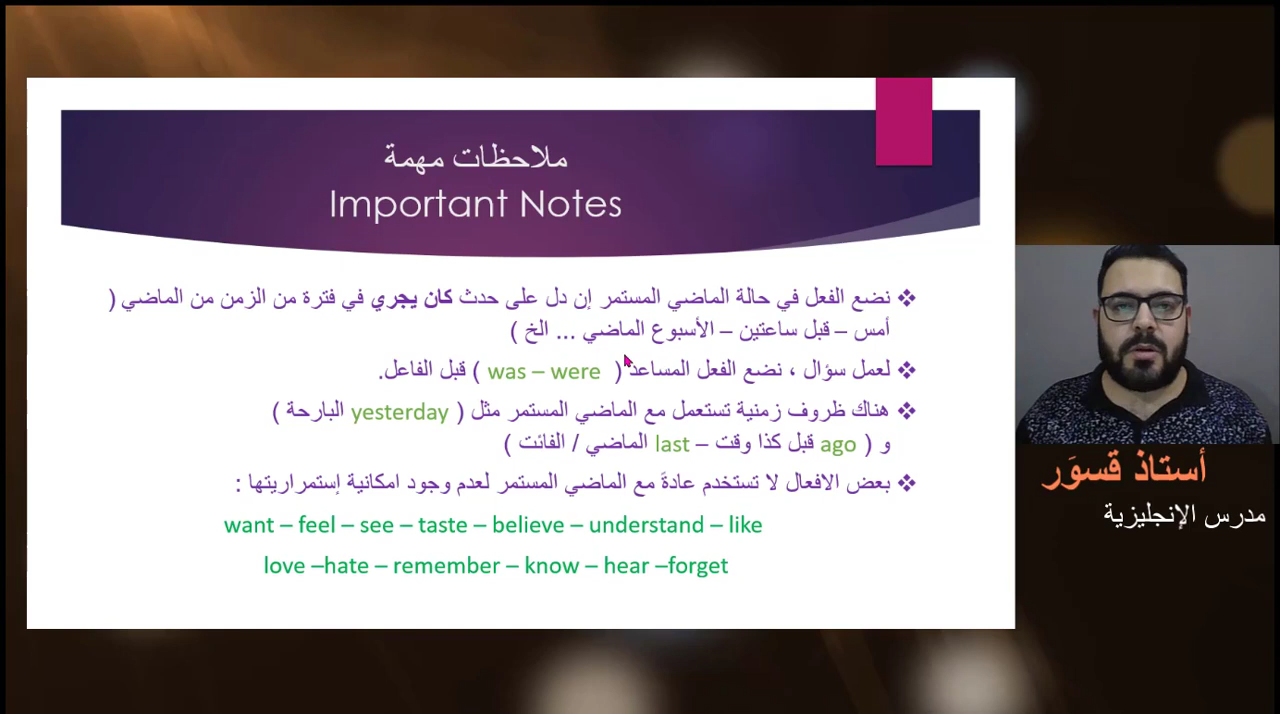 ملاحظات مهمة
Important Notes
❖ نضع الفعل في حالة الماضي المستمر إن دل على حدث كان يجري في فترة من الزمن من الماضي (
أمس – قبل ساعتين – الأسبوع الماضي ... الخ )
❖ لعمل سؤال ، نضع الفعل المساعد ( was – were ) قبل الفاعل.
❖ هناك ظروف زمنية تستعمل مع الماضي المستمر مثل ( yesterday البارحة )
و ( ago قبل كذا وقت – last الماضي / الفائت )
❖ بعض الافعال لا تستخدم عادةً مع الماضي المستمر لعدم وجود امكانية إستمراريتها :
want – feel – see – taste – believe – understand – like
love –hate – remember – know – hear –forget
أستاذ قسوَر
مدرس الإنجليزية